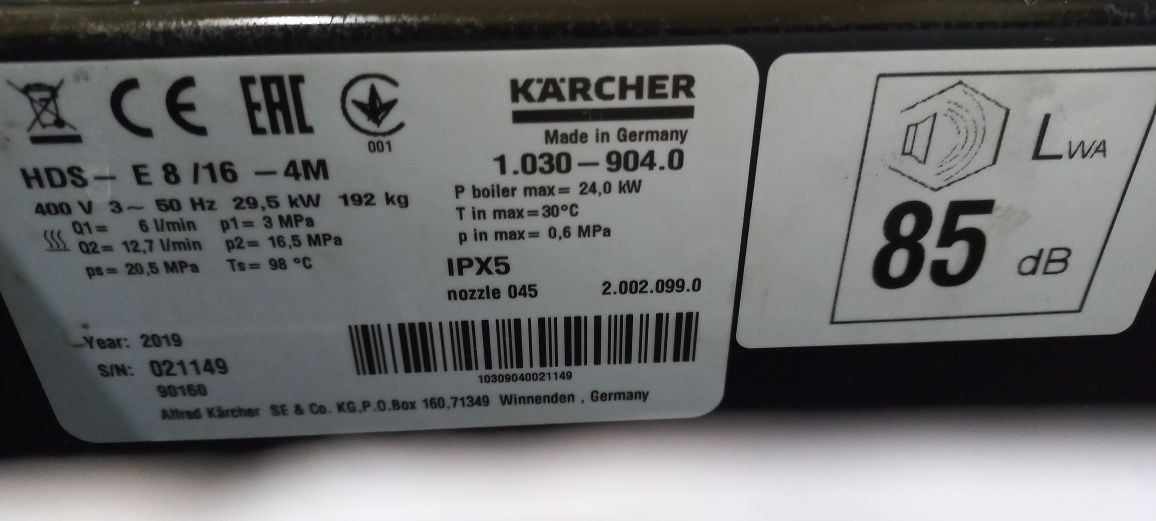 CE EAC
001
KÄRCHER
Made in Germany
HDS - E 8 /16 - 4M
1.030-904.0
400 V 3~ 50 Hz 29,5 kW 192 kg
Q1= 6 l/min p1= 3 MPa
Q2= 12,7 l/min p2= 16,5 MPa
ps= 20,5 MPa Ts= 98 °C
P boiler max= 24,0 kW
T in max=30°C
p in max= 0,6 MPa
IPX5
nozzle 045 2.002.099.0
Year: 2019
S/N: 021149
90160
10309040021149
Alfred Kärcher SE & Co. KG,P.O.Box 160,71349 Winnenden , Germany
LWA
85 dB